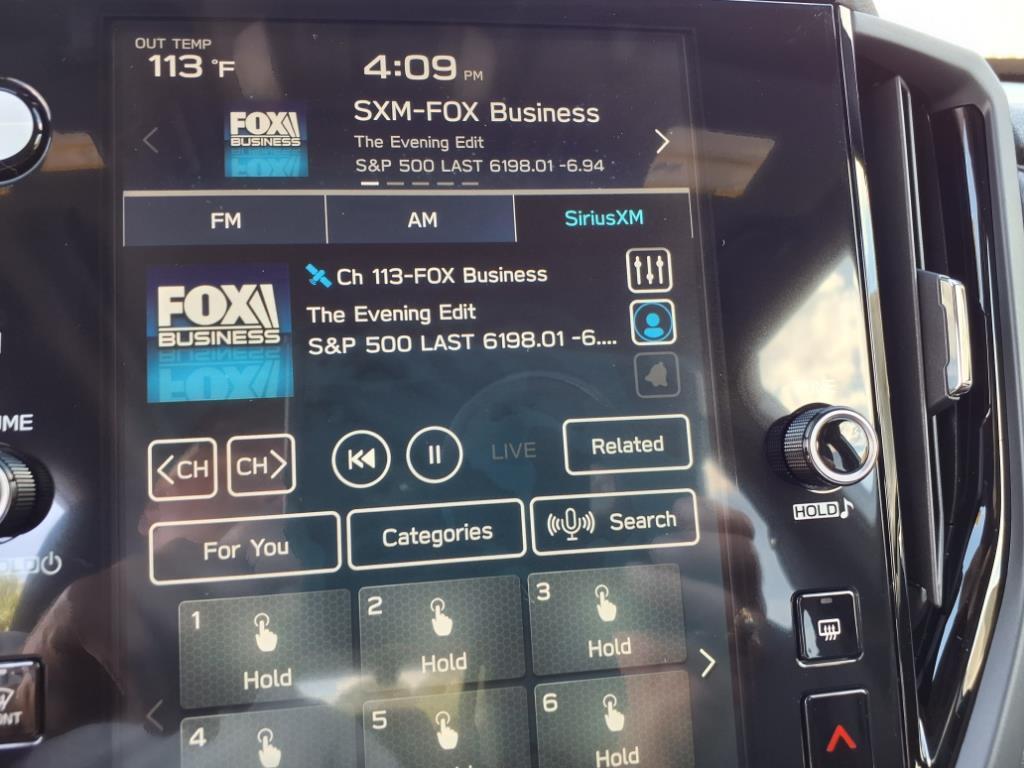 OUT TEMP
113 °F
4:09 PM
FOX
BUSINESS
SXM-FOX Business
The Evening Edit
S&P 500 LAST 6198.01 -6.94
FM
AM
SiriusXM
FOX
BUSINESS
Ch 113-FOX Business
The Evening Edit
S&P 500 LAST 6198.01 -6....
<CH
CH>
LIVE
Related
For You
Categories
Search
1
Hold
2
Hold
3
Hold
4
5
6
Hold
HOLD♪